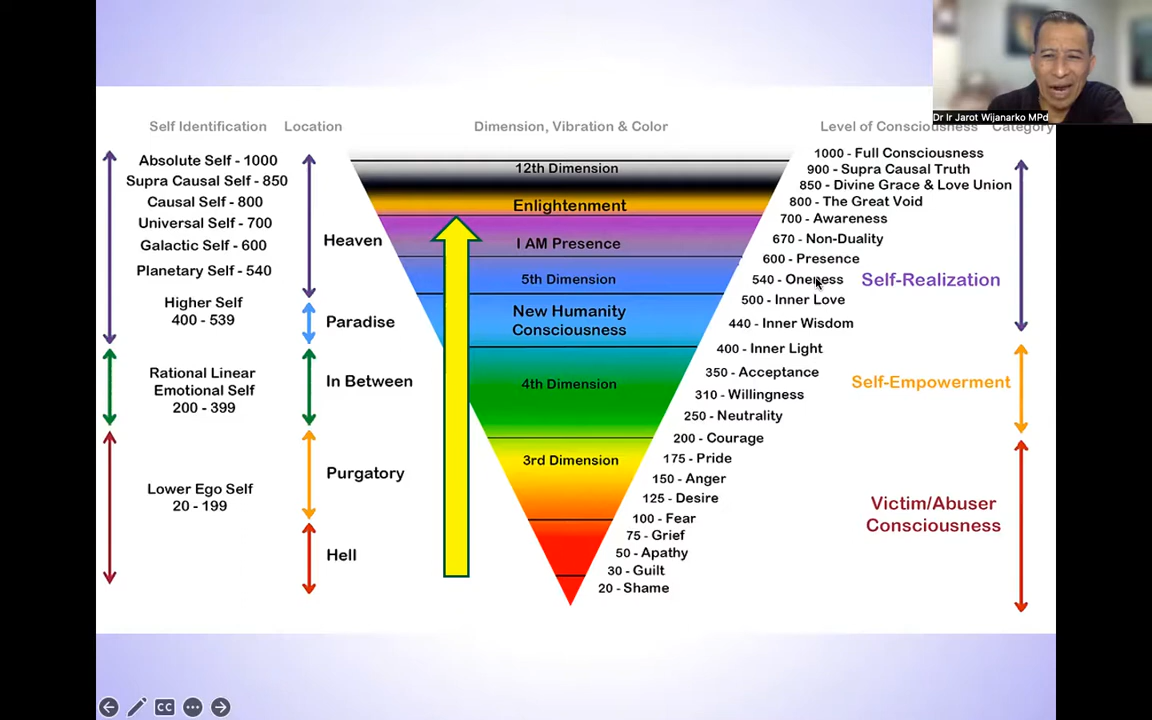 Dr Ir Jarot Wijanarko MPd
Self Identification
Location
Dimension, Vibration & Color
Level of Consciousness
Category
Absolute Self - 1000
Supra Causal Self - 850
Causal Self - 800
Universal Self - 700
Galactic Self - 600
Planetary Self - 540
Higher Self
400 - 539
Rational Linear
Emotional Self
200 - 399
Lower Ego Self
20 - 199
Heaven
Paradise
In Between
Purgatory
Hell
12th Dimension
Enlightenment
I AM Presence
5th Dimension
New Humanity
Consciousness
4th Dimension
3rd Dimension
1000 - Full Consciousness
900 - Supra Causal Truth
850 - Divine Grace & Love Union
800 - The Great Void
700 - Awareness
670 - Non-Duality
600 - Presence
540 - Oneness
500 - Inner Love
440 - Inner Wisdom
400 - Inner Light
350 - Acceptance
310 - Willingness
250 - Neutrality
200 - Courage
175 - Pride
150 - Anger
125 - Desire
100 - Fear
75 - Grief
50 - Apathy
30 - Guilt
20 - Shame
Self-Realization
Self-Empowerment
Victim/Abuser
Consciousness
CC